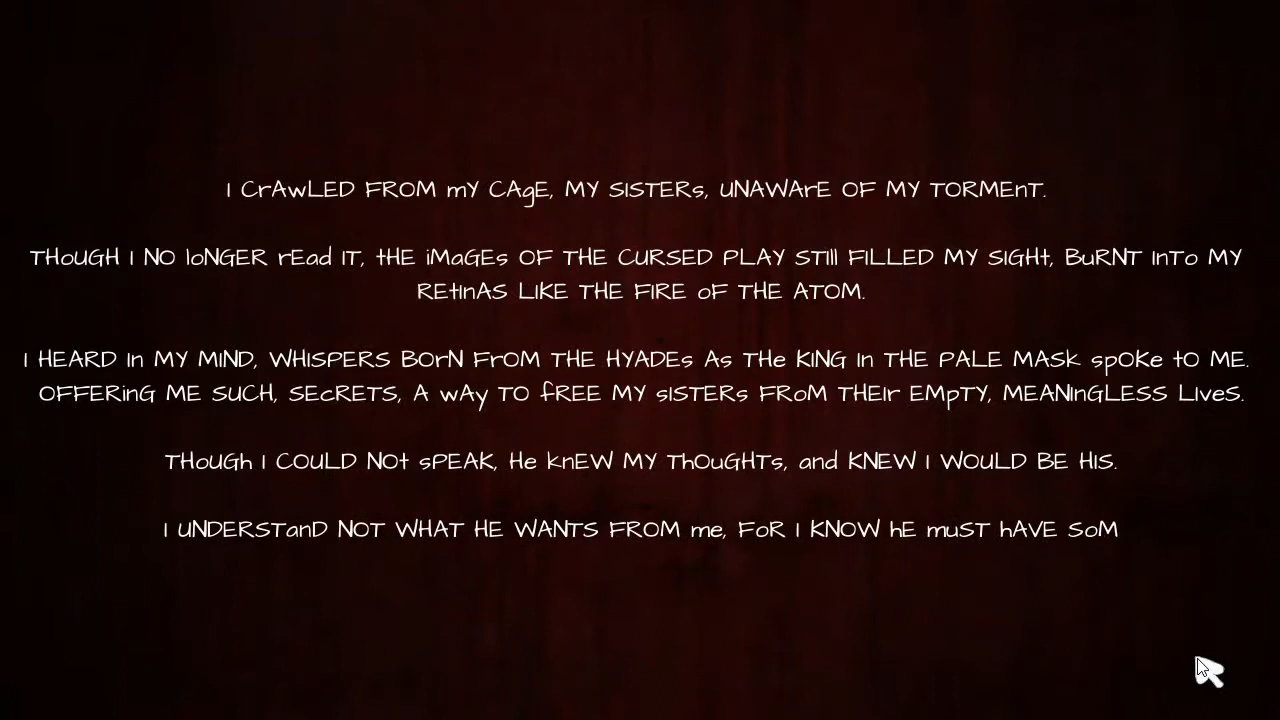 I CrAwLED FROM mY CAgE, MY SISTERs, UNAWArE OF MY TORMEnT.
THoUGH I NO loNGER rEad IT, tHE iMaGEs OF THE CURSED PLAY STIll FILLED MY SIGHt, BuRNT InTo MY
REtInAS LIKE THE FIRE oF THE ATOM.
I HEARD In MY MIND, WHISPERS BOrN FrOM THE HYADEs As THe KING In THE PALE MASk spOKe tO ME.
OFFERinG ME SUCH, SEcRETS, A wAy TO fREE MY sISTERs FRoM THEIr EMpTY, MEANInGLESS LIveS.
THoUGh I COULD NOt sPEAK, He knEW MY ThOuGHTs, and KNEW I WOULD BE HIS.
I UNDERSTanD NOT WHAT HE WANTS FROM me, FoR I KNOW hE muST hAVE SoM